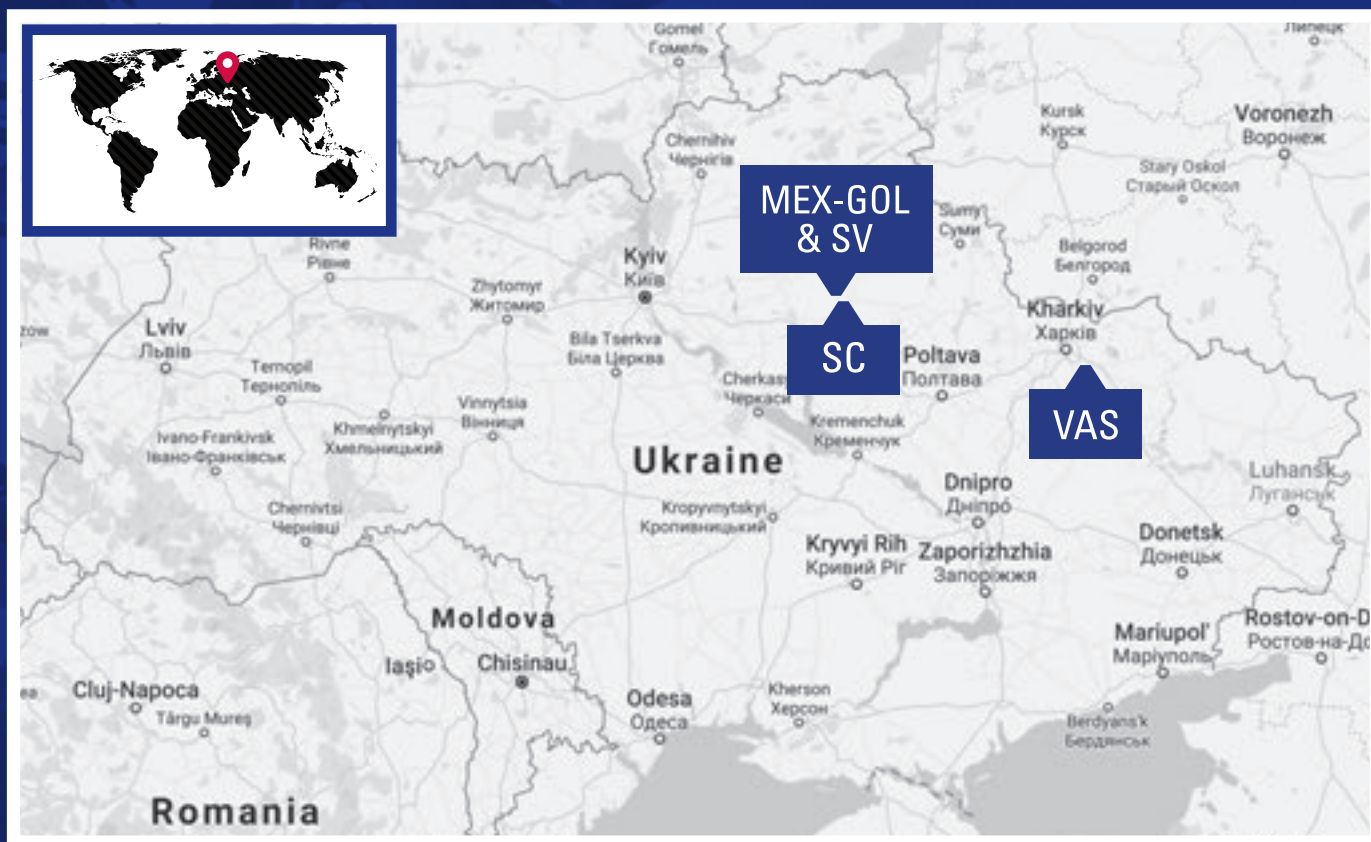 Gomel
Гомель
Липецк
Kursk
Курск
Voronezh
Воронеж
Chernihiv
Чернігів
Stary Oskol
Старый Оскол
MEX-GOL
& SV
Sumy
Суми
Rivne
Рівне
Kyiv
Київ
Belgorod
Белгород
Zhytomyr
Житомир
Kharkiv
Харків
Lviv
Львів
Bila Tserkva
Біла Церква
SC
Poltava
Полтава
Ternopil
Тернопіль
Cherkas
Черкаси
Vinnytsia
Вінниця
VAS
Khmelnytskyi
Хмельницький
Kremenchuk
Кременчук
Ivano-Frankivsk
Івано-Франківськ
Ukraine
Luhansk
Луганськ
Dnipro
Дніпро
Chernivtsi
Чернівці
Kropyvnytskyi
Кропивницький
Donetsk
Донецьк
Kryvyi Rih
Кривий Ріг
Zaporizhzhia
Запоріжжя
Moldova
Mariupol'
Маріуполь
Rostov-on-D
Ростов-на-До
Iașio
Chisinau
Cluj-Napoca
Târgu Mureș
Odesa
Одеса
Kherson
Херсон
Berdyans'k
Бердянськ
Romania